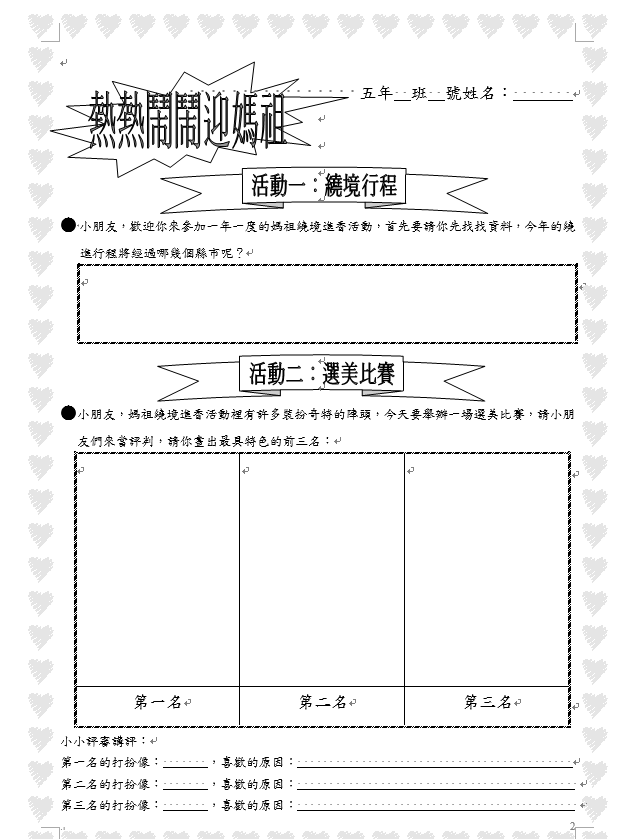 五年 班 號姓名：
熱熱鬧鬧迎媽祖
活動一：繞境行程
●小朋友，歡迎你來參加一年一度的媽祖繞境進香活動，首先要請你先找找資料，今年的繞
進行程將經過哪幾個縣市呢？
活動二：選美比賽
●小朋友，媽祖繞境進香活動裡有許多裝扮奇特的陣頭，今天要舉辦一場選美比賽，請小朋
友們來當評判，請你畫出最具特色的前三名：
第一名 第二名 第三名
小小評審講評：
第一名的打扮像： ，喜歡的原因：
第二名的打扮像： ，喜歡的原因：
第三名的打扮像： ，喜歡的原因：
2